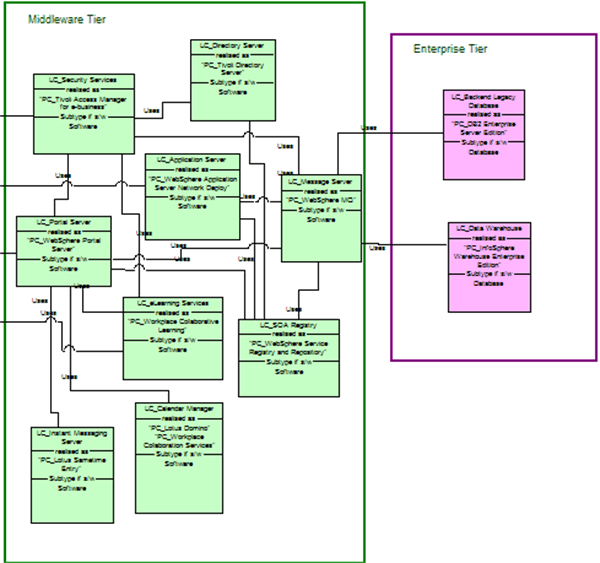 Middleware Tier
Enterprise Tier
LC_Directory Server
realised as
"PC_Tivoli Directory
Server"
Subtype if s/w
Software
LC_Security Services
realised as
"PC_Tivoli Access Manager
for e-business"
Subtype if s/w
Software
Uses
Uses
LC_Backend Legacy
Database
realised as
"PC_DB2 Enterprise
Server Edition"
Subtype if s/w
Database
Uses
LC_Application Server
realised as
"PC_WebSphere Application
Server Network Deploy"
Subtype if s/w
Software
Uses
Uses
Uses
LC_Message Server
realised as
"PC_WebSphere MQ"
Subtype if s/w
Software
LC_Portal Server
realised as
"PC_WebSphere Portal
Server"
Subtype if s/w
Software
Uses
Uses
Uses
Uses
LC_Data Warehouse
realised as
"PC_InfoSphere
Warehouse Enterprise
Edition"
Subtype if s/w
Database
Uses
Uses
Uses
Uses
LC_eLearning Services
realised as
"PC_Workplace Collaborative
Learning"
Subtype if s/w
Software
LC_SOA Registry
realised as
"PC_WebSphere Service
Registry and Repository"
Subtype if s/w
Software
Uses
LC_Calendar Manager
realised as
"PC_Lotus Domino"
"PC_Workplace
Collaboration Services"
Subtype if s/w
Software
LC_Instant Messaging
Server
realised as
"PC_Lotus Sametime
Entry"
Subtype if s/w
Software